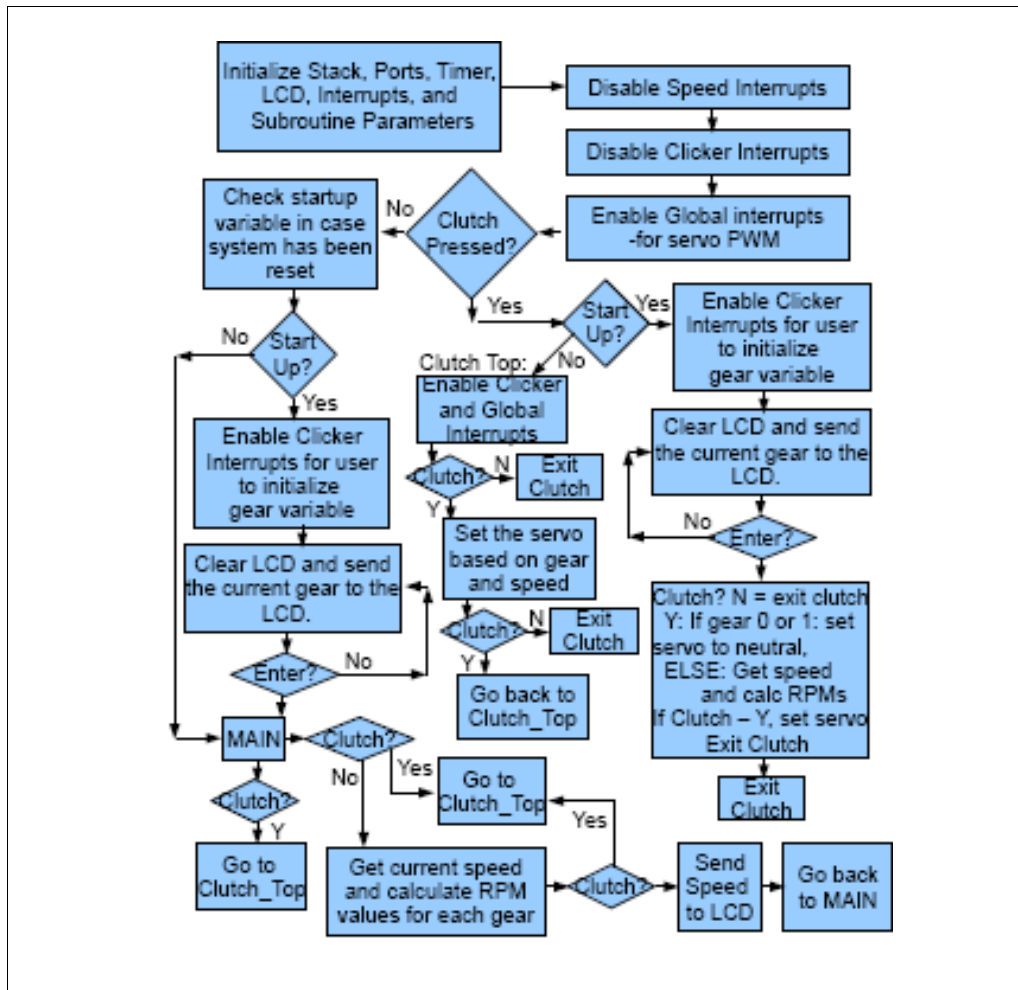 Initialize Stack, Ports, Timer,
LCD, Interrupts, and
Subroutine Parameters
Disable Speed Interrupts
Disable Clicker Interrupts
Enable Global interrupts
-for servo PWM
Clutch
Pressed?
No
Check startup
variable in case
system has been
reset
Yes
Start
Up?
Yes
Enable Clicker
Interrupts for user
to initialize
gear variable
No
Start
Up?
No
Clutch Top:
Enable Clicker
and Global
Interrupts
Yes
Enable Clicker
Interrupts for user
to initialize
gear variable
Clear LCD and send
the current gear to the
LCD.
Clutch?
N
Exit
Clutch
Y
No
Enter?
Set the servo
based on gear
and speed
Clear LCD and send
the current gear to the
LCD.
Clutch? N = exit clutch
Y: If gear 0 or 1: set
servo to neutral,
ELSE: Get speed
and calc RPMs
If Clutch – Y, set servo
Exit Clutch
Clutch?
N
Exit
Clutch
Y
Enter?
No
Go back to
Clutch_Top
MAIN
Clutch?
Yes
No
Go to
Clutch_Top
Exit
Clutch
Clutch?
Y
Yes
Go to
Clutch_Top
Get current speed
and calculate RPM
values for each gear
Clutch?
Send
Speed
to LCD
Go back
to MAIN